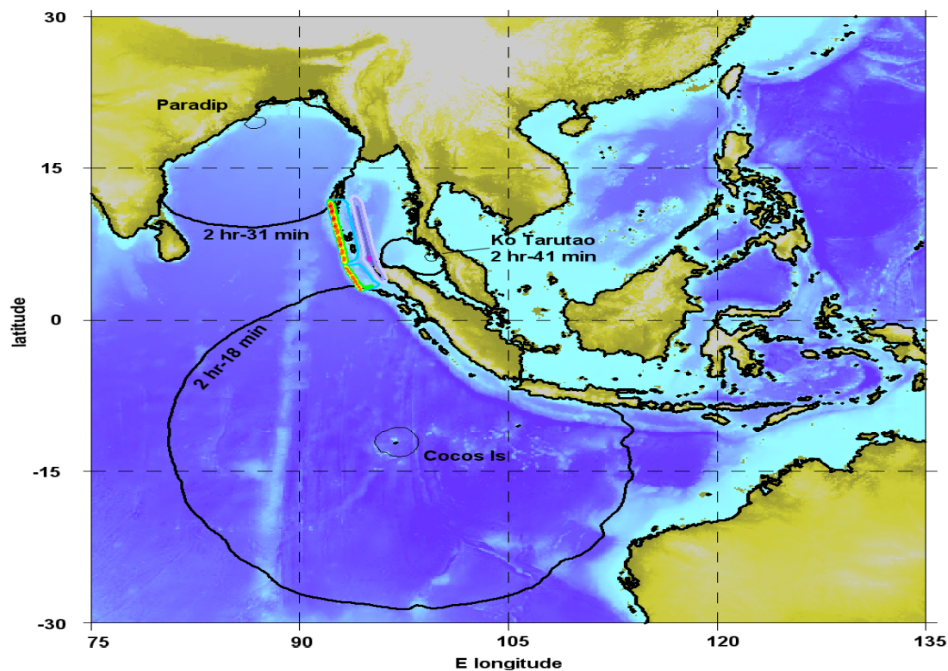 30
Paradip
15
2 hr-31 min
Ko Tarutao
2 hr-41 min
latitude
0
2 hr-18 min
Cocos Is
-15
-30
75
90
105
120
135
E longitude